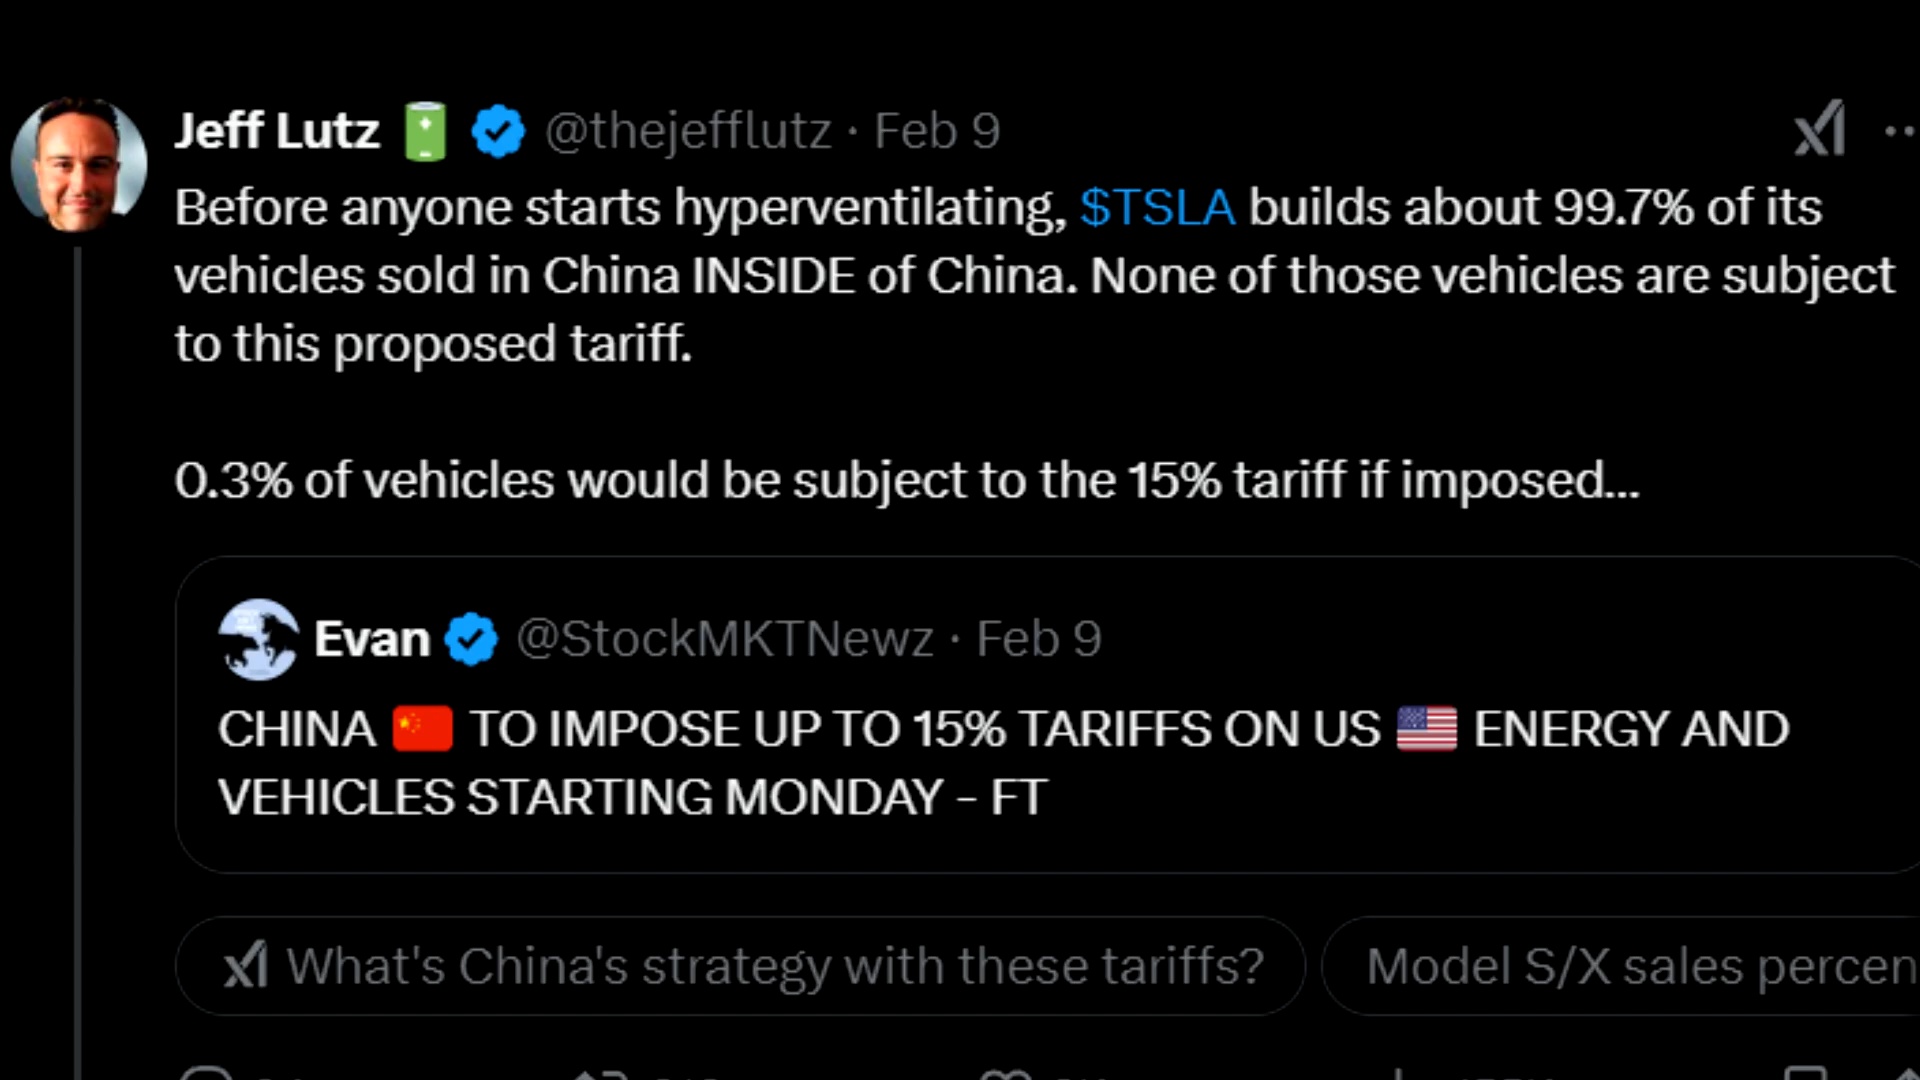 Jeff Lutz 🔋 @thejefflutz · Feb 9
Before anyone starts hyperventilating, $TSLA builds about 99.7% of its
vehicles sold in China INSIDE of China. None of those vehicles are subject
to this proposed tariff.
0.3% of vehicles would be subject to the 15% tariff if imposed...
Evan @StockMKTNewz · Feb 9
CHINA 🇨🇳 TO IMPOSE UP TO 15% TARIFFS ON US 🇺🇸 ENERGY AND
VEHICLES STARTING MONDAY - FT
What's China's strategy with these tariffs? Model S/X sales percen